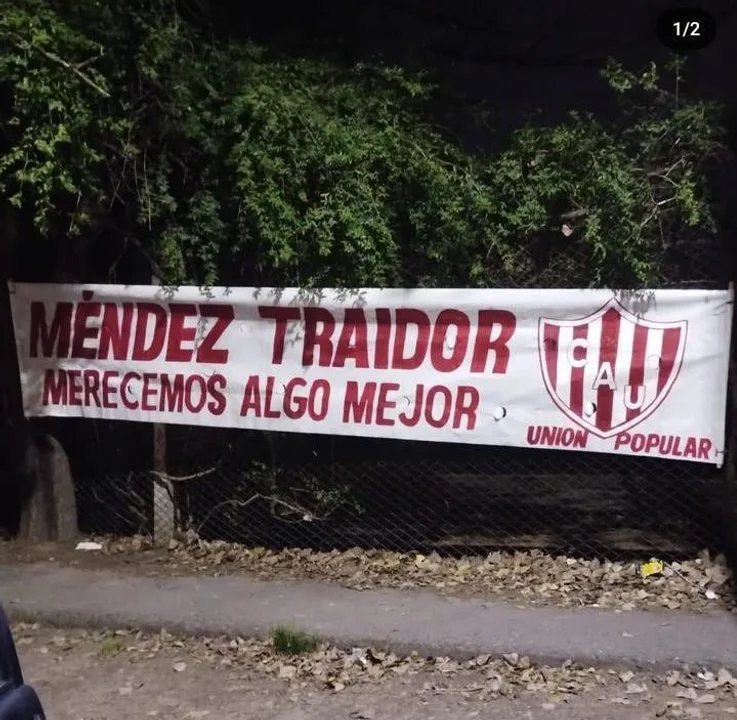 1/2
MÉNDEZ TRAIDOR
MERECEMOS ALGO MEJOR
CAU
UNION POPULAR